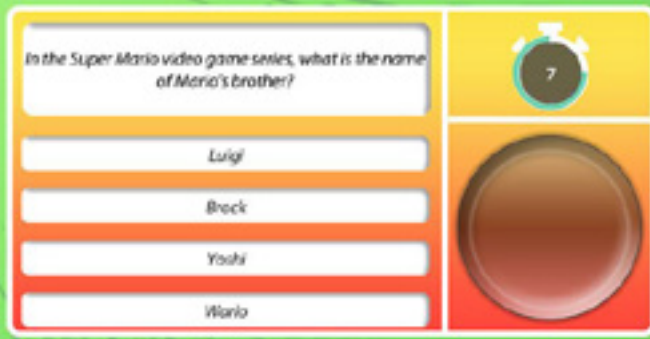 In the Super Mario video game series, what is the name
of Mario's brother?
7
Luigi
Brock
Yoshi
Wario